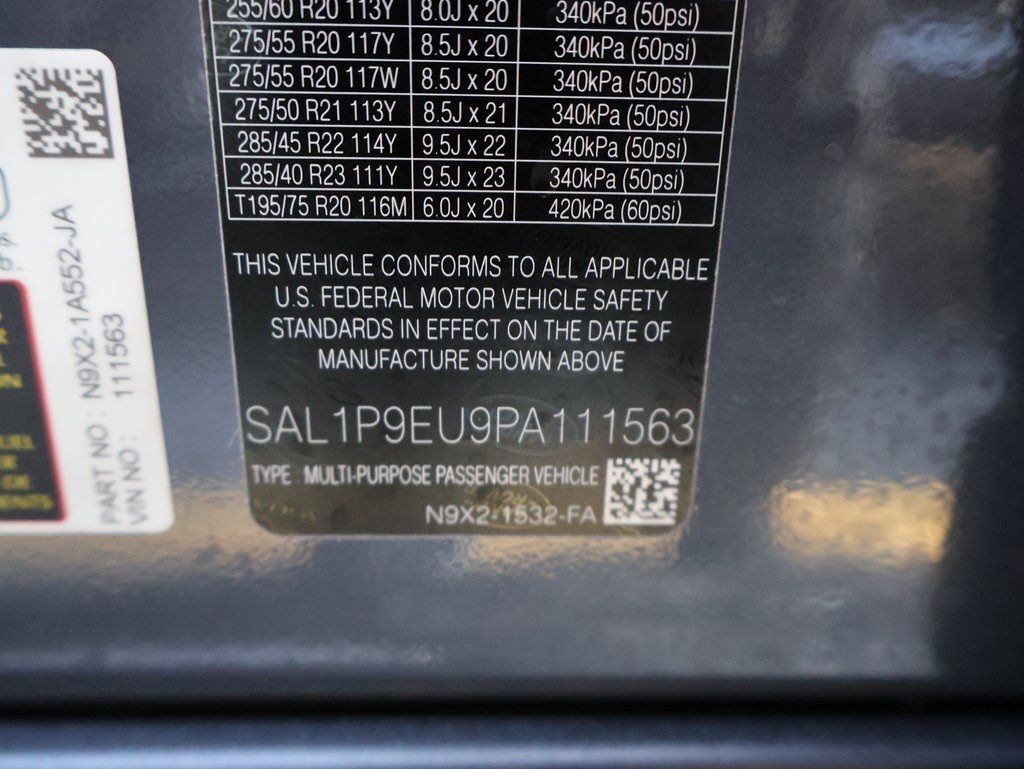 255/60 R20 113Y 8.0J x 20 340kPa (50psi)
275/55 R20 117Y 8.5J x 20 340kPa (50psi)
275/55 R20 117W 8.5J x 20 340kPa (50psi)
275/50 R21 113Y 8.5J x 21 340kPa (50psi)
285/45 R22 114Y 9.5J x 22 340kPa (50psi)
285/40 R23 111Y 9.5J x 23 340kPa (50psi)
T195/75 R20 116M 6.0J x 20 420kPa (60psi)
THIS VEHICLE CONFORMS TO ALL APPLICABLE
U.S. FEDERAL MOTOR VEHICLE SAFETY
STANDARDS IN EFFECT ON THE DATE OF
MANUFACTURE SHOWN ABOVE
SAL1P9EU9PA111563
TYPE : MULTI-PURPOSE PASSENGER VEHICLE
N9X2-1532-FA
PART NO : N9X2-1A552-JA
VIN NO : 111563